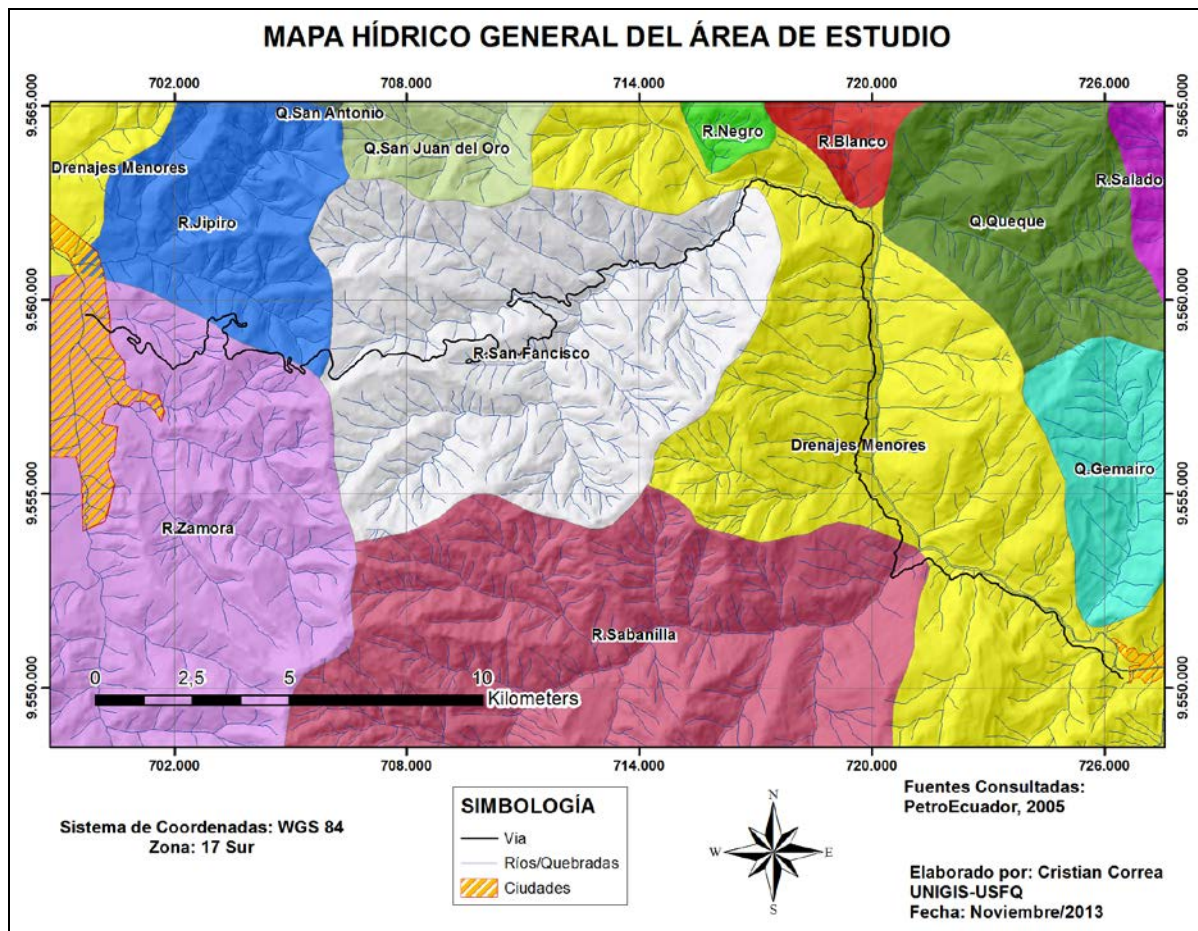 MAPA HÍDRICO GENERAL DEL ÁREA DE ESTUDIO
702.000 708.000 714.000 720.000 726.000
9.565.000 9.565.000
Q.San Antonio
R.Negro
R.Blanco
Q.San Juan del Oro
Drenajes Menores
R.Salado
R.Jipiro
Q.Queque
9.560.000 9.560.000
R.San Fancisco
Drenajes Menores
Q.Gemairo
9.555.000 9.555.000
R.Zamora
R.Sabanilla
0 2,5 5 10
Kilometers
9.550.000 9.550.000
702.000 708.000 714.000 720.000 726.000
Sistema de Coordenadas: WGS 84
Zona: 17 Sur
SIMBOLOGÍA
Via
Ríos/Quebradas
Ciudades
N
W E
S
Fuentes Consultadas:
PetroEcuador, 2005
Elaborado por: Cristian Correa
UNIGIS-USFQ
Fecha: Noviembre/2013